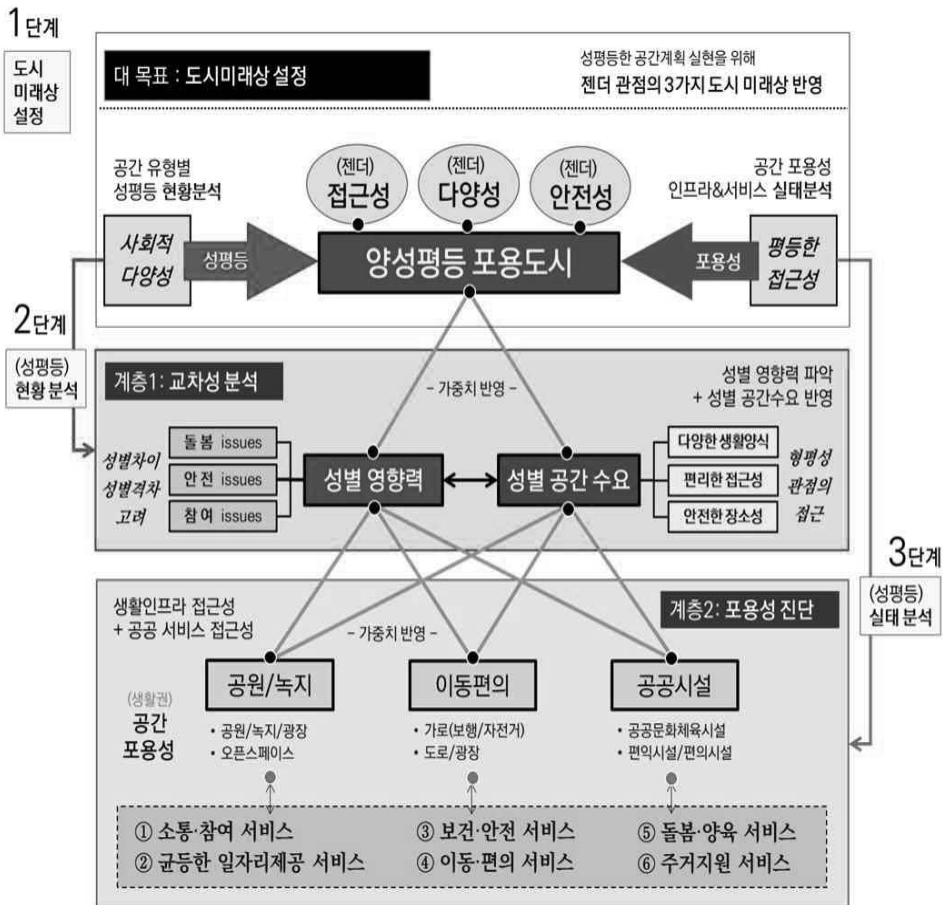 1단계
도시
미래상
설정
대 목표 : 도시미래상 설정
성평등한 공간계획 실현을 위해
젠더 관점의 3가지 도시 미래상 반영
공간 유형별
성평등 현황분석
(젠더)
접근성
(젠더)
다양성
(젠더)
안전성
공간 포용성
인프라&서비스 실태분석
사회적
다양성
성평등
양성평등 포용도시
포용성
평등한
접근성
2단계
(성평등)
현황 분석
계층1: 교차성 분석
- 가중치 반영 -
성별 영향력 파악
+ 성별 공간수요 반영
성별차이
성별격차
고려
돌봄 issues
안전 issues
참여 issues
성별 영향력
성별 공간 수요
다양한 생활양식
편리한 접근성
안전한 장소성
형평성
관점의
접근
3단계
(성평등)
실태 분석
생활인프라 접근성
+ 공공 서비스 접근성
- 가중치 반영 -
계층2: 포용성 진단
(생활권)
공간
포용성
공원/녹지
• 공원/녹지/광장
• 오픈스페이스
이동편의
• 가로(보행/자전거)
• 도로/광장
공공시설
• 공공문화체육시설
• 편익시설/편의시설
① 소통·참여 서비스
② 균등한 일자리제공 서비스
③ 보건·안전 서비스
④ 이동·편의 서비스
⑤ 돌봄·양육 서비스
⑥ 주거지원 서비스